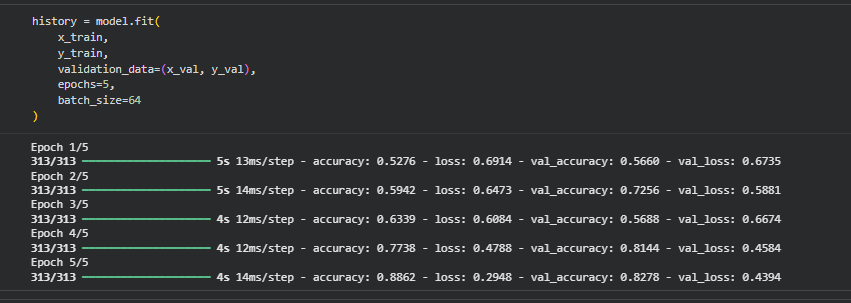 history = model.fit(
x_train,
y_train,
validation_data=(x_val, y_val),
epochs=5,
batch_size=64
)
Epoch 1/5
313/313 ━━━━━━━━━━━━━━━━━━━━ 5s 13ms/step - accuracy: 0.5276 - loss: 0.6914 - val_accuracy: 0.5660 - val_loss: 0.6735
Epoch 2/5
313/313 ━━━━━━━━━━━━━━━━━━━━ 5s 14ms/step - accuracy: 0.5942 - loss: 0.6473 - val_accuracy: 0.7256 - val_loss: 0.5881
Epoch 3/5
313/313 ━━━━━━━━━━━━━━━━━━━━ 4s 12ms/step - accuracy: 0.6339 - loss: 0.6084 - val_accuracy: 0.5688 - val_loss: 0.6674
Epoch 4/5
313/313 ━━━━━━━━━━━━━━━━━━━━ 4s 12ms/step - accuracy: 0.7738 - loss: 0.4788 - val_accuracy: 0.8144 - val_loss: 0.4584
Epoch 5/5
313/313 ━━━━━━━━━━━━━━━━━━━━ 4s 14ms/step - accuracy: 0.8862 - loss: 0.2948 - val_accuracy: 0.8278 - val_loss: 0.4394